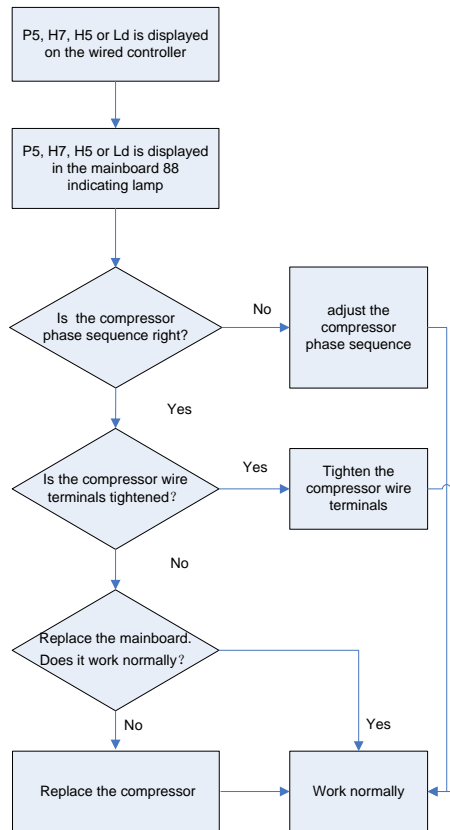 P5, H7, H5 or Ld is displayed
on the wired controller
P5, H7, H5 or Ld is displayed
in the mainboard 88
indicating lamp
Is the compressor
phase sequence right?
No
adjust the
compressor
phase sequence
Yes
Is the compressor wire
terminals tightened？
Yes
Tighten the
compressor wire
terminals
No
Replace the mainboard.
Does it work normally？
Yes
No
Replace the compressor
Work normally